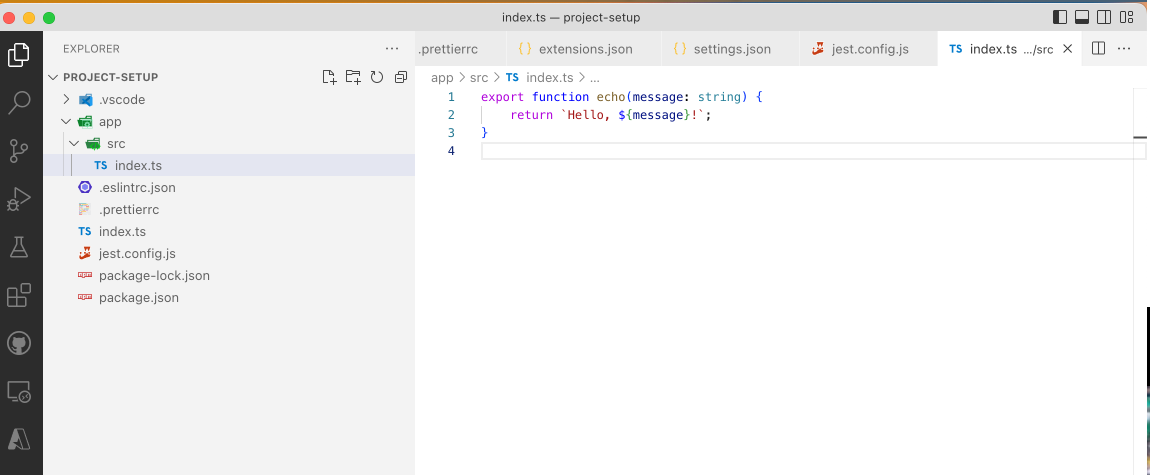 index.ts — project-setup
EXPLORER
PROJECT-SETUP
.vscode
app
src
TS index.ts
.eslintrc.json
.prettierrc
TS index.ts
jest.config.js
package-lock.json
package.json
.prettierrc {} extensions.json {} settings.json jest.config.js TS index.ts .../src
app > src > TS index.ts > ...
1 export function echo(message: string) {
2 return `Hello, ${message}!`;
3 }
4